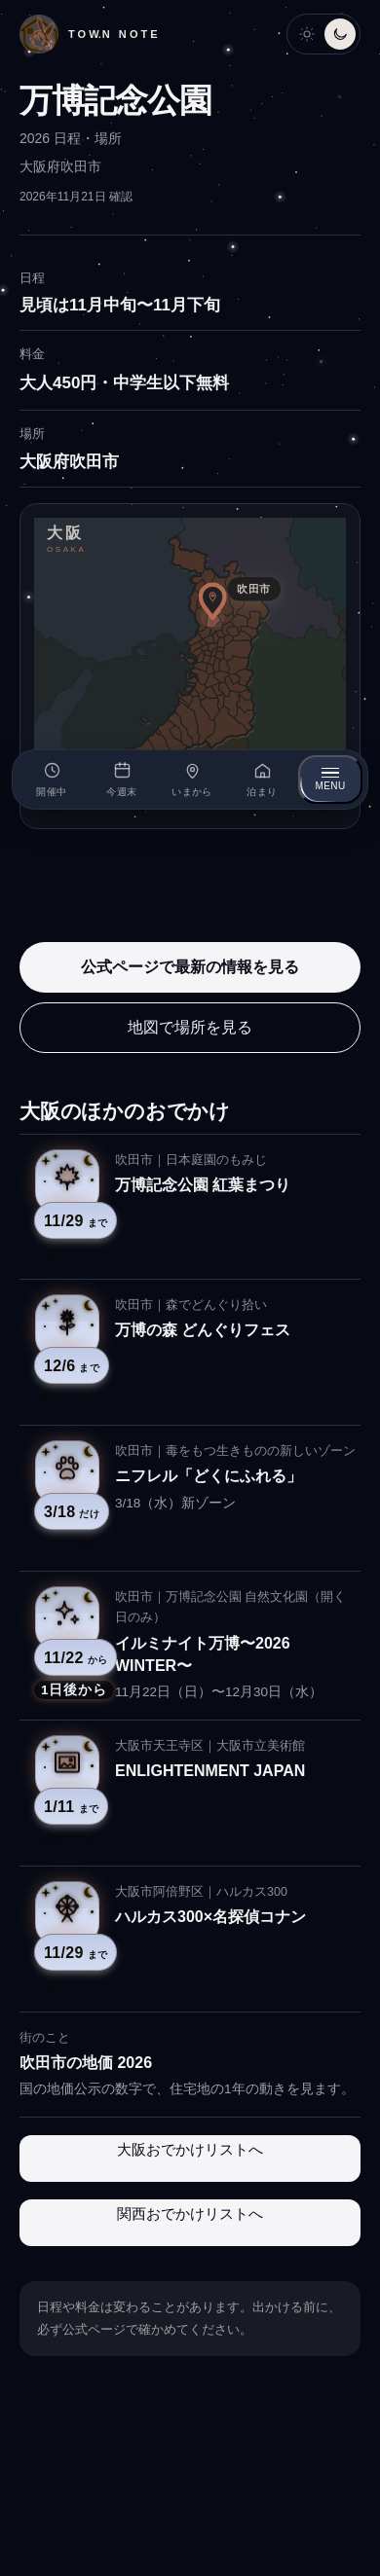 TOWN NOTE
万博記念公園
2026 日程・場所
大阪府吹田市
2026年11月21日 確認
日程
見頃は11月中旬〜11月下旬
料金
大人450円・中学生以下無料
場所
大阪府吹田市
大阪
OSAKA
吹田市
開催中
今週末
いまから
泊まり
MENU
公式ページで最新の情報を見る
地図で場所を見る
大阪のほかのおでかけ
吹田市｜日本庭園のもみじ
万博記念公園 紅葉まつり
11/29 まで
吹田市｜森でどんぐり拾い
万博の森 どんぐりフェス
12/6 まで
吹田市｜毒をもつ生きものの新しいゾーン
ニフレル「どくにふれる」
3/18（水）新ゾーン
3/18 だけ
吹田市｜万博記念公園 自然文化園（開く
日のみ）
イルミナイト万博〜2026
WINTER〜
11月22日（日）〜12月30日（水）
11/22 から
1日後から
大阪市天王寺区｜大阪市立美術館
ENLIGHTENMENT JAPAN
1/11 まで
大阪市阿倍野区｜ハルカス300
ハルカス300×名探偵コナン
11/29 まで
街のこと
吹田市の地価 2026
国の地価公示の数字で、住宅地の1年の動きを見ます。
大阪おでかけリストへ
関西おでかけリストへ
日程や料金は変わることがあります。出かける前に、
必ず公式ページで確かめてください。